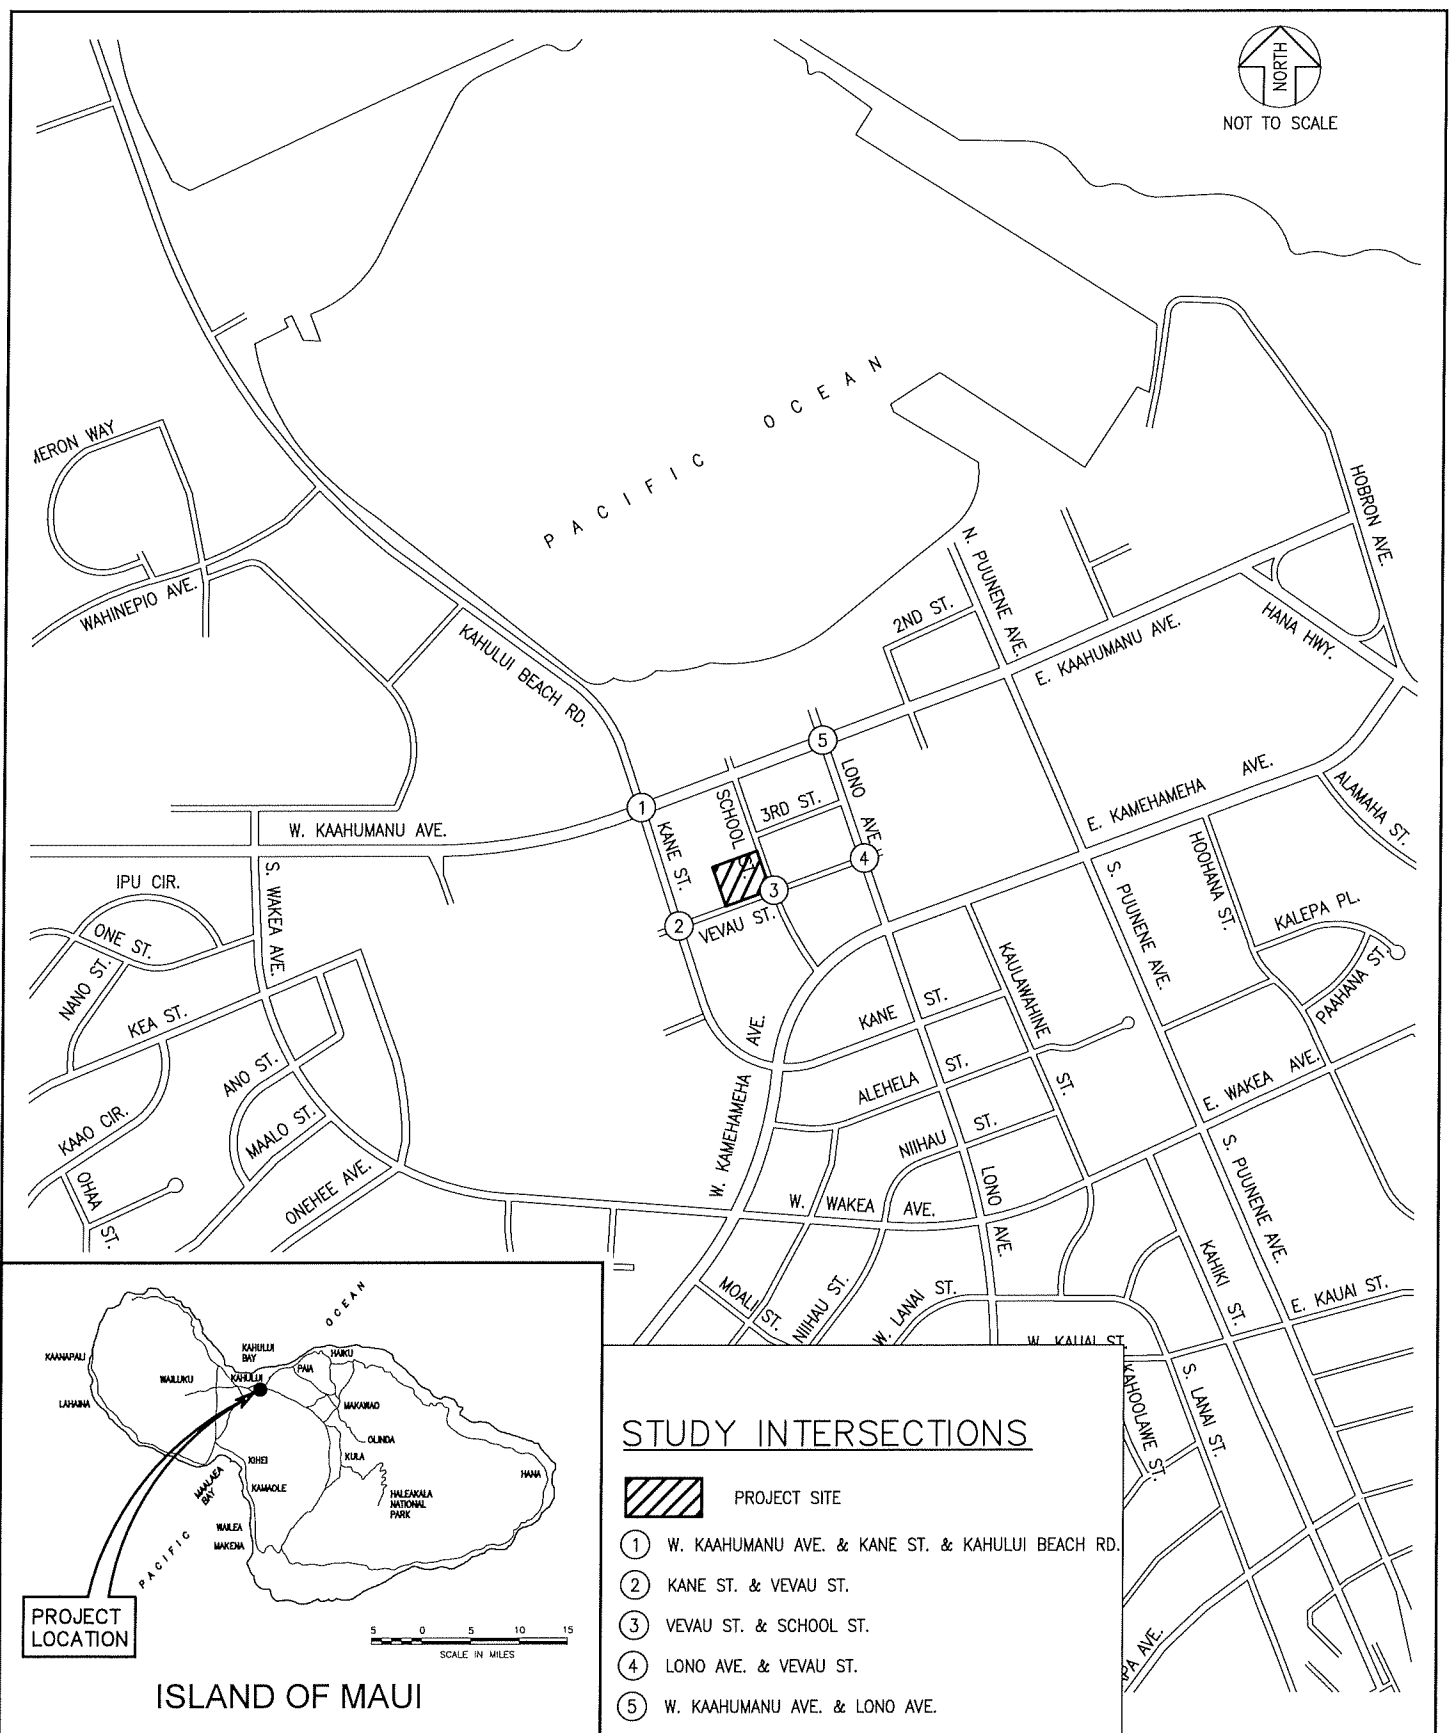 NORTH
NOT TO SCALE
PACIFIC OCEAN
MERON WAY
WAHINEPIO AVE.
KAHULUI BEACH RD.
HOBRON AVE.
N. PUUNENE AVE.
2ND ST.
E. KAAHUMANU AVE.
HANA HWY.
5
LONO AVE.
SCHOOL ST.
3RD ST.
1
W. KAAHUMANU AVE.
KANE ST.
E. KAMEHAMEHA AVE.
ALAMAHA ST.
HOOHANA ST.
4
3
2
VEVAU ST.
S. PUUNENE AVE.
KALEPA PL.
PAAHANA ST.
IPU CIR.
ONE ST.
S. WAKEA AVE.
NANO ST.
KEA ST.
KAULAWAHINE ST.
KANE ST.
ANO ST.
ALEHELA ST.
E. WAKEA AVE.
KAAO CIR.
MAALO ST.
W. KAMEHAMEHA AVE.
NIIHAU ST.
OHAA ST.
ONEHEE AVE.
W. WAKEA AVE.
LONO AVE.
S. PUUNENE AVE.
KAHIKI ST.
MOALII ST.
NIIHAU ST.
W. LANAI ST.
E. KAUAI ST.
W. KAUAI ST.
KAHOOLAWE ST.
S. LANAI ST.
PA AVE.
OCEAN
KAANAPALI
LAHAINA
WAILUKU
KAHULUI
BAY
KAHULUI
PAIA
HAIKU
MAKAWAO
OLINDA
KULA
HALEAKALA
NATIONAL
PARK
HANA
KIHEI
KAMAOLE
MAALAEA
BAY
WAILEA
MAKENA
PACIFIC
PROJECT
LOCATION
5 0 5 10 15
SCALE IN MILES
ISLAND OF MAUI
STUDY INTERSECTIONS
PROJECT SITE
1 W. KAAHUMANU AVE. & KANE ST. & KAHULUI BEACH RD.
2 KANE ST. & VEVAU ST.
3 VEVAU ST. & SCHOOL ST.
4 LONO AVE. & VEVAU ST.
5 W. KAAHUMANU AVE. & LONO AVE.